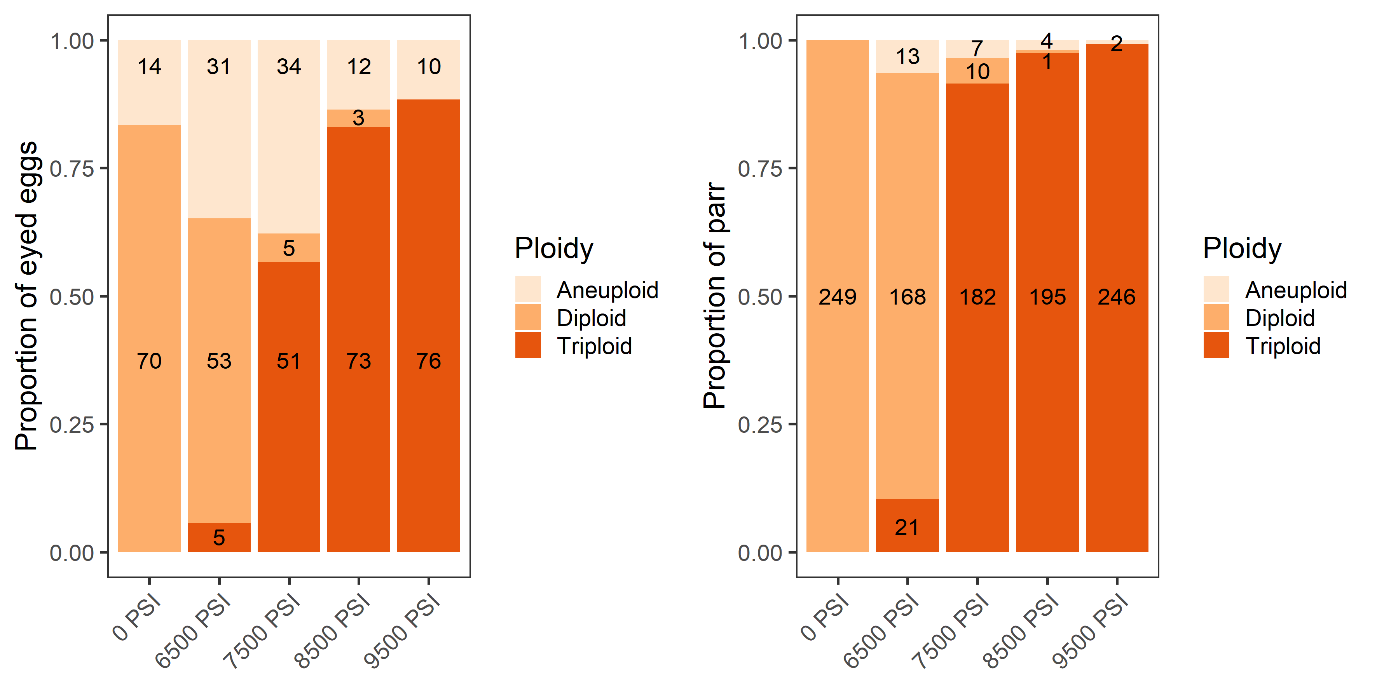 Proportion of eyed eggs
1.00
0.75
0.50
0.25
0.00
14 31 34 12 10
3
5
70 53 51 73 76
5
0 PSI 6500 PSI 7500 PSI 8500 PSI 9500 PSI
Ploidy
Aneuploid
Diploid
Triploid
Proportion of parr
1.00
0.75
0.50
0.25
0.00
13 7 4 2
10 1
249 168 182 195 246
21
0 PSI 6500 PSI 7500 PSI 8500 PSI 9500 PSI
Ploidy
Aneuploid
Diploid
Triploid